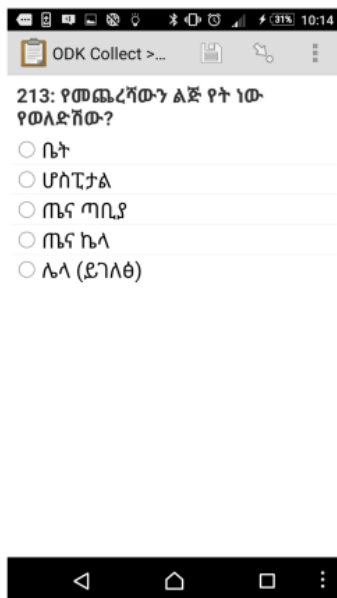 31% 10:14
ODK Collect >...
213: የመጨረሻውን ልጅ የት ነው
የወለድሽው?
ቤት
ሆስፒታል
ጤና ጣቢያ
ጤና ኬላ
ሌላ (ይገለፅ)